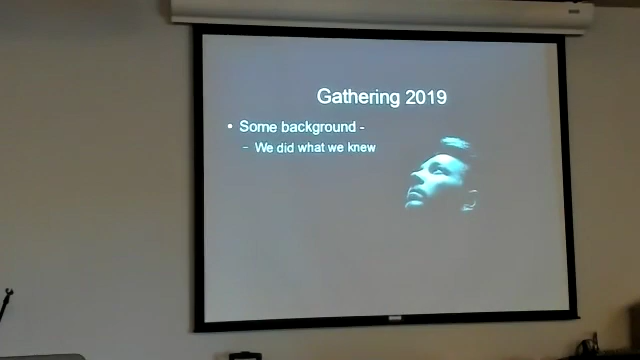 Gathering 2019
• Some background -
– We did what we knew